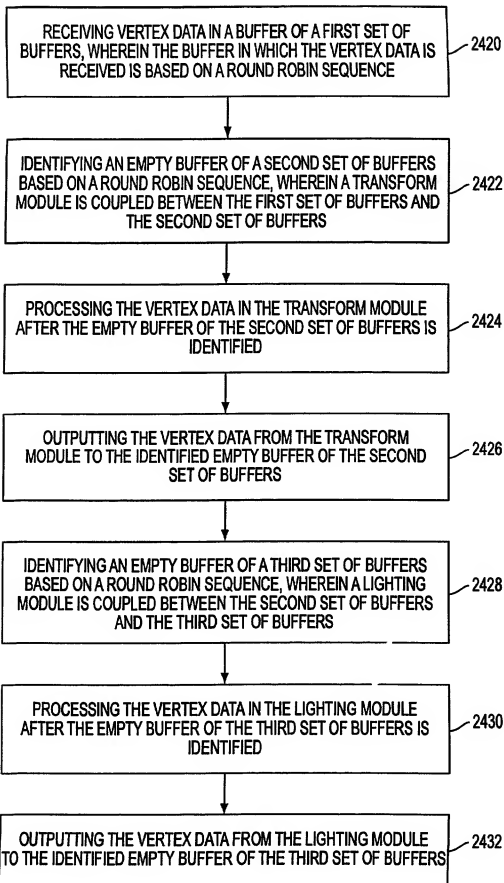 RECEIVING VERTEX DATA IN A BUFFER OF A FIRST SET OF
BUFFERS, WHEREIN THE BUFFER IN WHICH THE VERTEX DATA IS
RECEIVED IS BASED ON A ROUND ROBIN SEQUENCE
2420
IDENTIFYING AN EMPTY BUFFER OF A SECOND SET OF BUFFERS
BASED ON A ROUND ROBIN SEQUENCE, WHEREIN A TRANSFORM
MODULE IS COUPLED BETWEEN THE FIRST SET OF BUFFERS AND
THE SECOND SET OF BUFFERS
2422
PROCESSING THE VERTEX DATA IN THE TRANSFORM MODULE
AFTER THE EMPTY BUFFER OF THE SECOND SET OF BUFFERS IS
IDENTIFIED
2424
OUTPUTTING THE VERTEX DATA FROM THE TRANSFORM
MODULE TO THE IDENTIFIED EMPTY BUFFER OF THE SECOND
SET OF BUFFERS
2426
IDENTIFYING AN EMPTY BUFFER OF A THIRD SET OF BUFFERS
BASED ON A ROUND ROBIN SEQUENCE, WHEREIN A LIGHTING
MODULE IS COUPLED BETWEEN THE SECOND SET OF BUFFERS
AND THE THIRD SET OF BUFFERS
2428
PROCESSING THE VERTEX DATA IN THE LIGHTING MODULE
AFTER THE EMPTY BUFFER OF THE THIRD SET OF BUFFERS IS
IDENTIFIED
2430
OUTPUTTING THE VERTEX DATA FROM THE LIGHTING MODULE
TO THE IDENTIFIED EMPTY BUFFER OF THE THIRD SET OF BUFFERS
2432